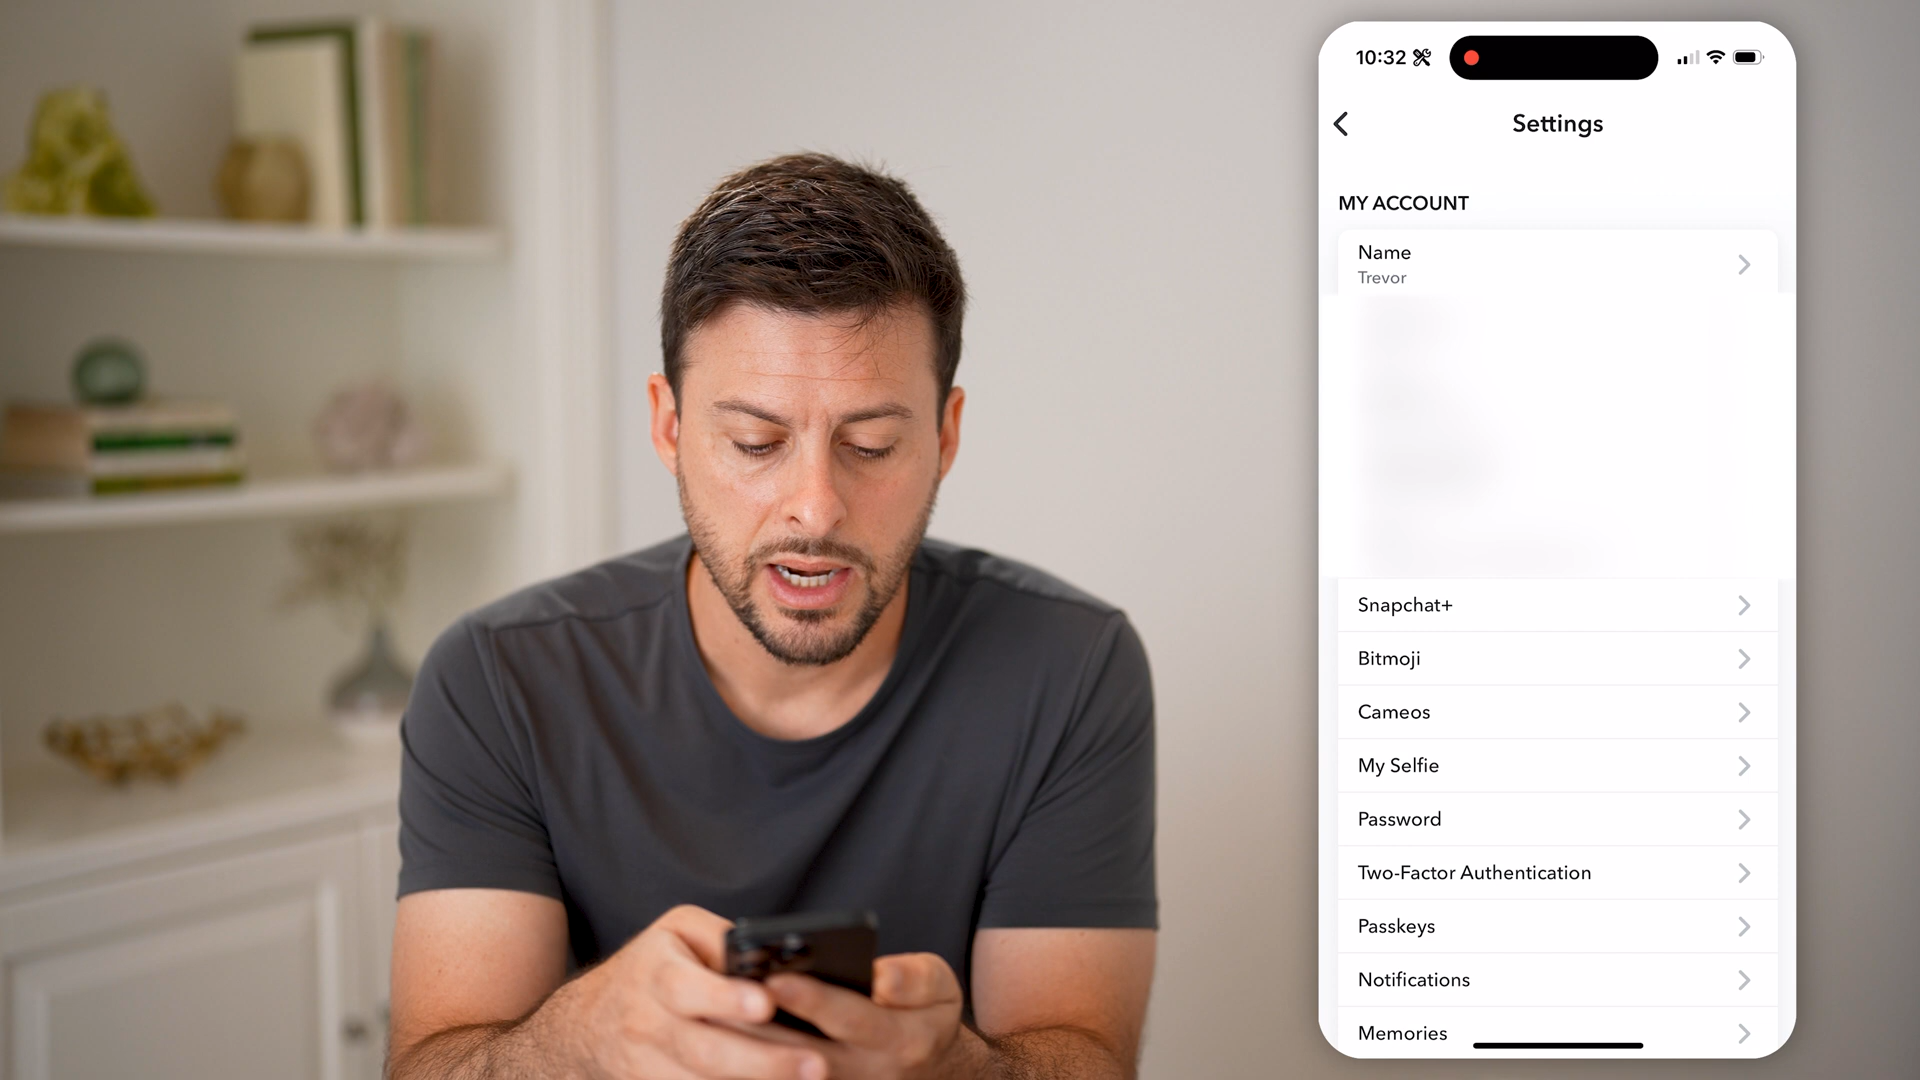 10:32
Settings
MY ACCOUNT
Name
Trevor
Snapchat+
Bitmoji
Cameos
My Selfie
Password
Two-Factor Authentication
Passkeys
Notifications
Memories